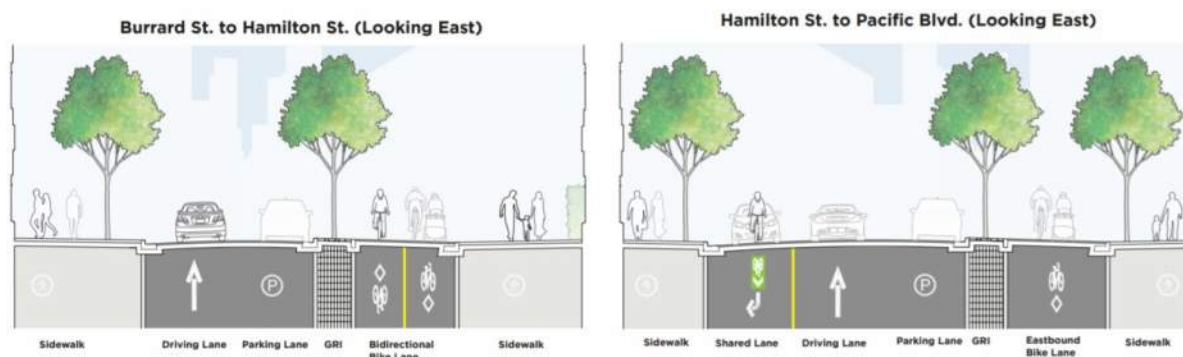 Burrard St. to Hamilton St. (Looking East)
P
Sidewalk Driving Lane Parking Lane GRI Bidirectional Sidewalk
Bike Lane
Hamilton St. to Pacific Blvd. (Looking East)
P
Sidewalk Shared Lane Driving Lane Parking Lane GRI Eastbound Sidewalk
Bike Lane